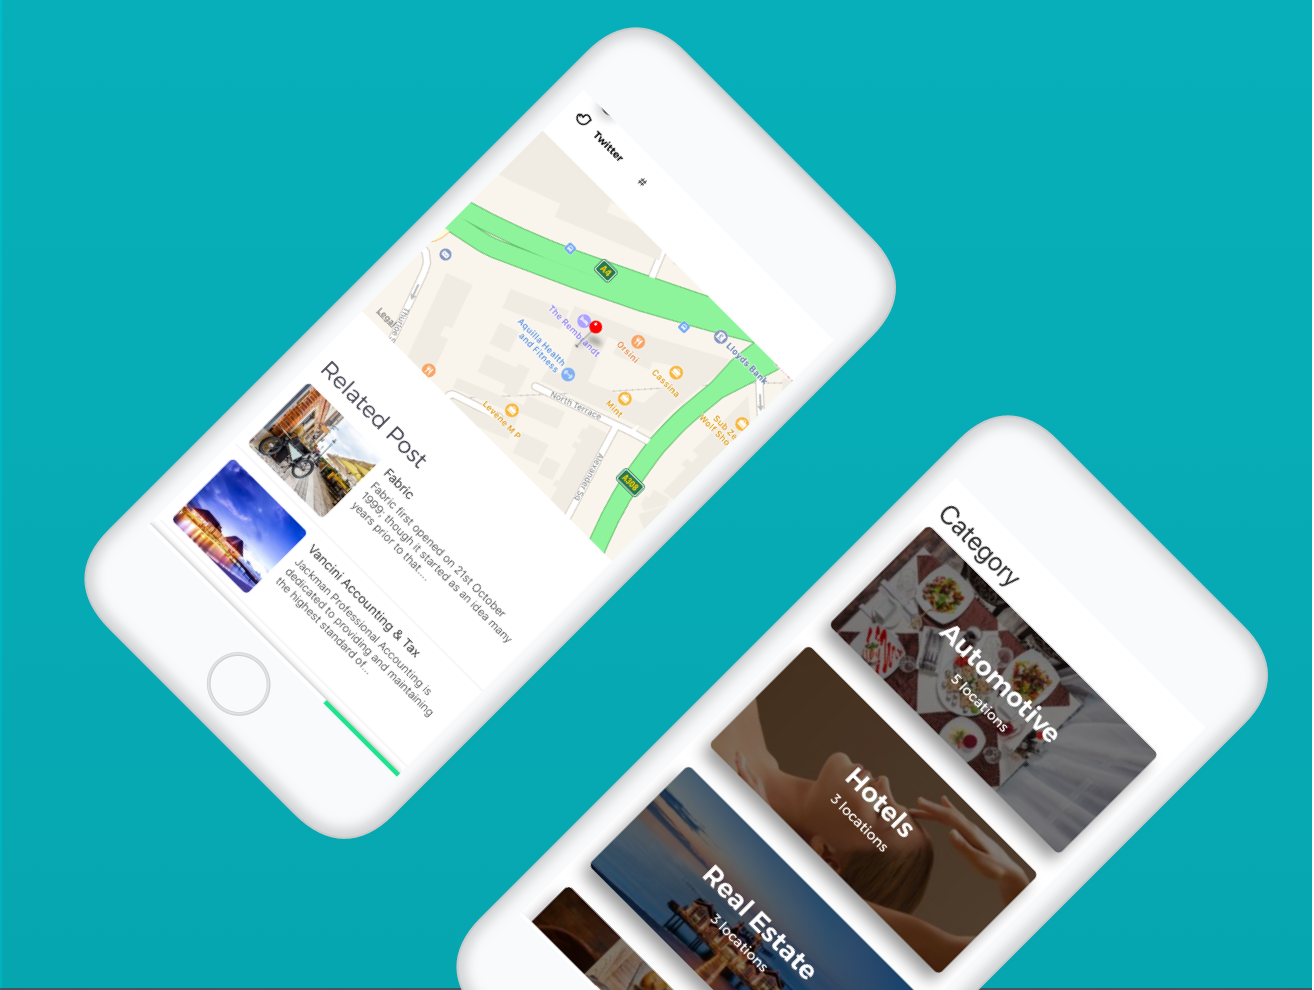 Twitter
#
A4
Lloyds Bank
The Rembrandt
Orsini
Aquilla Health
and Fitness
Cassina
Mint
Sub Ze
Wolf Sho
North Terrace
Levene M P
Alexander Sq
A308
Thurloe
Legal
Related Post
Fabric
Fabric first opened on 21st October
1999; though it started as an idea many
years prior to that....
Vancini Accounting & Tax
Jackman Professional Accounting is
dedicated to providing and maintaining
the highest standard of...
Category
Automotive
5 locations
Hotels
3 locations
Real Estate
3 locations